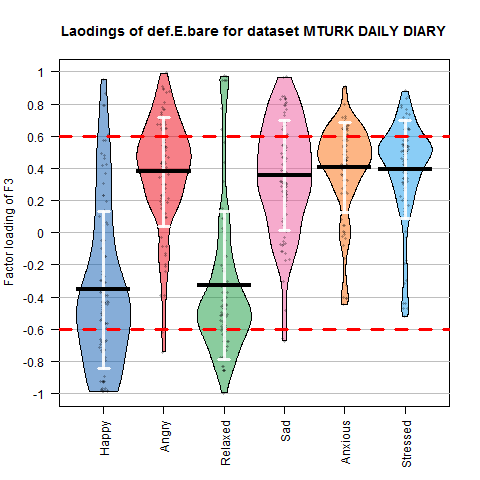 Laodings of def.E.bare for dataset MTURK DAILY DIARY
Factor loading of F3
1
0.8
0.6
0.4
0.2
0
-0.2
-0.4
-0.6
-0.8
-1
Happy
Angry
Relaxed
Sad
Anxious
Stressed